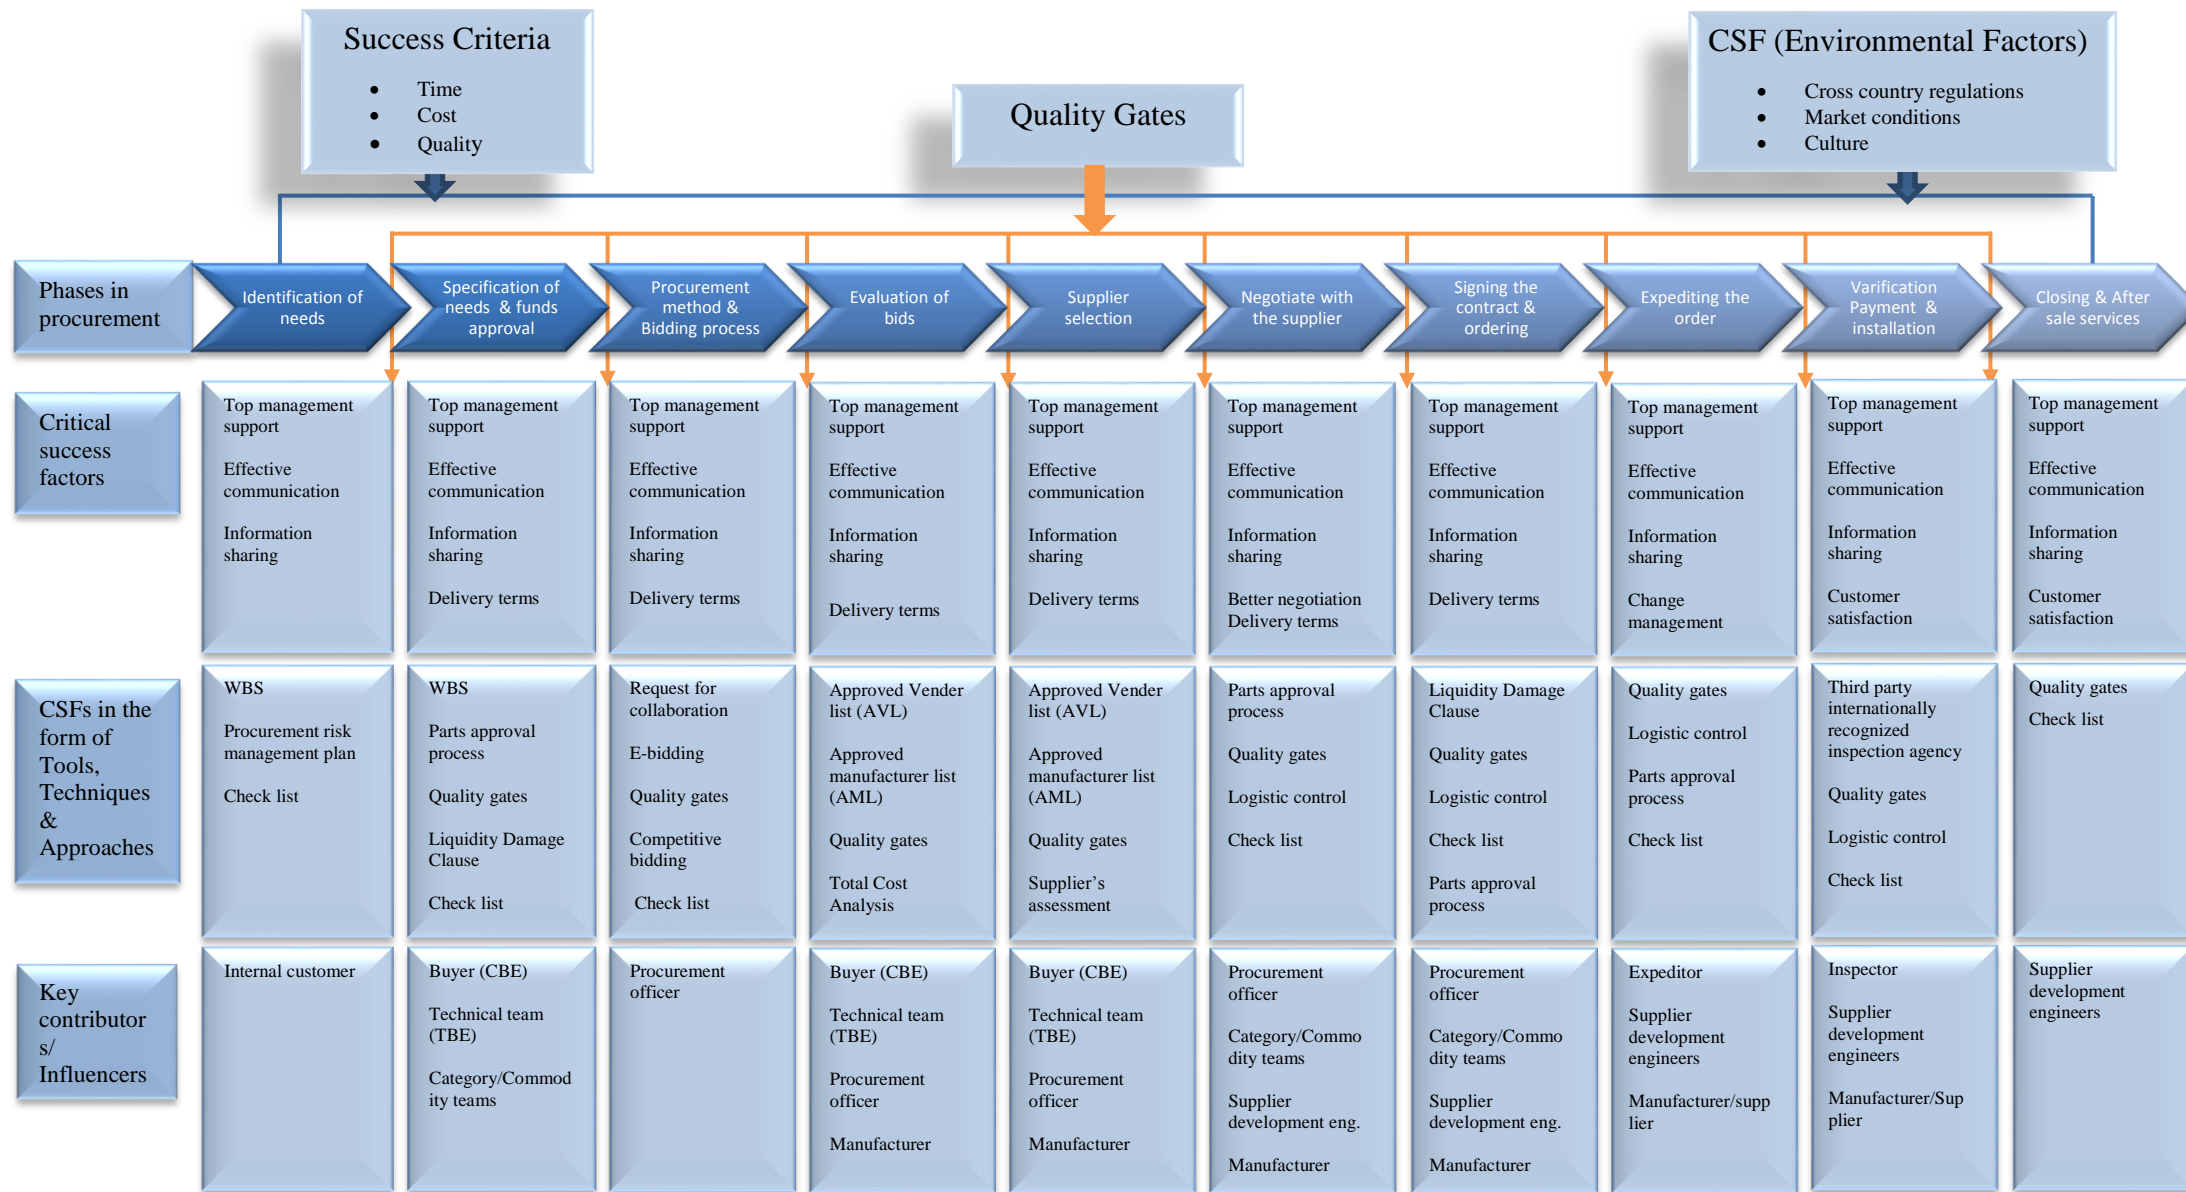 Success Criteria
• Time
• Cost
• Quality
Quality Gates
CSF (Environmental Factors)
• Cross country regulations
• Market conditions
• Culture
Phases in
procurement
Identification of
needs
Specification of
needs & funds
approval
Procurement
method &
Bidding process
Evaluation of
bids
Supplier
selection
Negotiate with
the supplier
Signing the
contract &
ordering
Expediting the
order
Varification
Payment &
installation
Closing & After
sale services
Critical
success
factors
Top management
support
Effective
communication
Information
sharing
Top management
support
Effective
communication
Information
sharing
Delivery terms
Top management
support
Effective
communication
Information
sharing
Delivery terms
Top management
support
Effective
communication
Information
sharing
Delivery terms
Top management
support
Effective
communication
Information
sharing
Delivery terms
Top management
support
Effective
communication
Information
sharing
Better negotiation
Delivery terms
Top management
support
Effective
communication
Information
sharing
Delivery terms
Top management
support
Effective
communication
Information
sharing
Change
management
Top management
support
Effective
communication
Information
sharing
Customer
satisfaction
Top management
support
Effective
communication
Information
sharing
Customer
satisfaction
CSFs in the
form of
Tools,
Techniques
&
Approaches
WBS
Procurement risk
management plan
Check list
WBS
Parts approval
process
Quality gates
Liquidity Damage
Clause
Check list
Request for
collaboration
E-bidding
Quality gates
Competitive
bidding
Check list
Approved Vender
list (AVL)
Approved
manufacturer list
(AML)
Quality gates
Total Cost
Analysis
Approved Vender
list (AVL)
Approved
manufacturer list
(AML)
Quality gates
Supplier’s
assessment
Parts approval
process
Quality gates
Logistic control
Check list
Liquidity Damage
Clause
Quality gates
Logistic control
Check list
Parts approval
process
Quality gates
Logistic control
Parts approval
process
Check list
Third party
internationally
recognized
inspection agency
Quality gates
Logistic control
Check list
Quality gates
Check list
Key
contributor
s/
Influencers
Internal customer
Buyer (CBE)
Technical team
(TBE)
Category/Commod
ity teams
Procurement
officer
Buyer (CBE)
Technical team
(TBE)
Procurement
officer
Manufacturer
Buyer (CBE)
Technical team
(TBE)
Procurement
officer
Manufacturer
Procurement
officer
Category/Commo
dity teams
Supplier
development eng.
Manufacturer
Procurement
officer
Category/Commo
dity teams
Supplier
development eng.
Manufacturer
Expeditor
Supplier
development
engineers
Manufacturer/supp
lier
Inspector
Supplier
development
engineers
Manufacturer/Sup
plier
Supplier
development
engineers